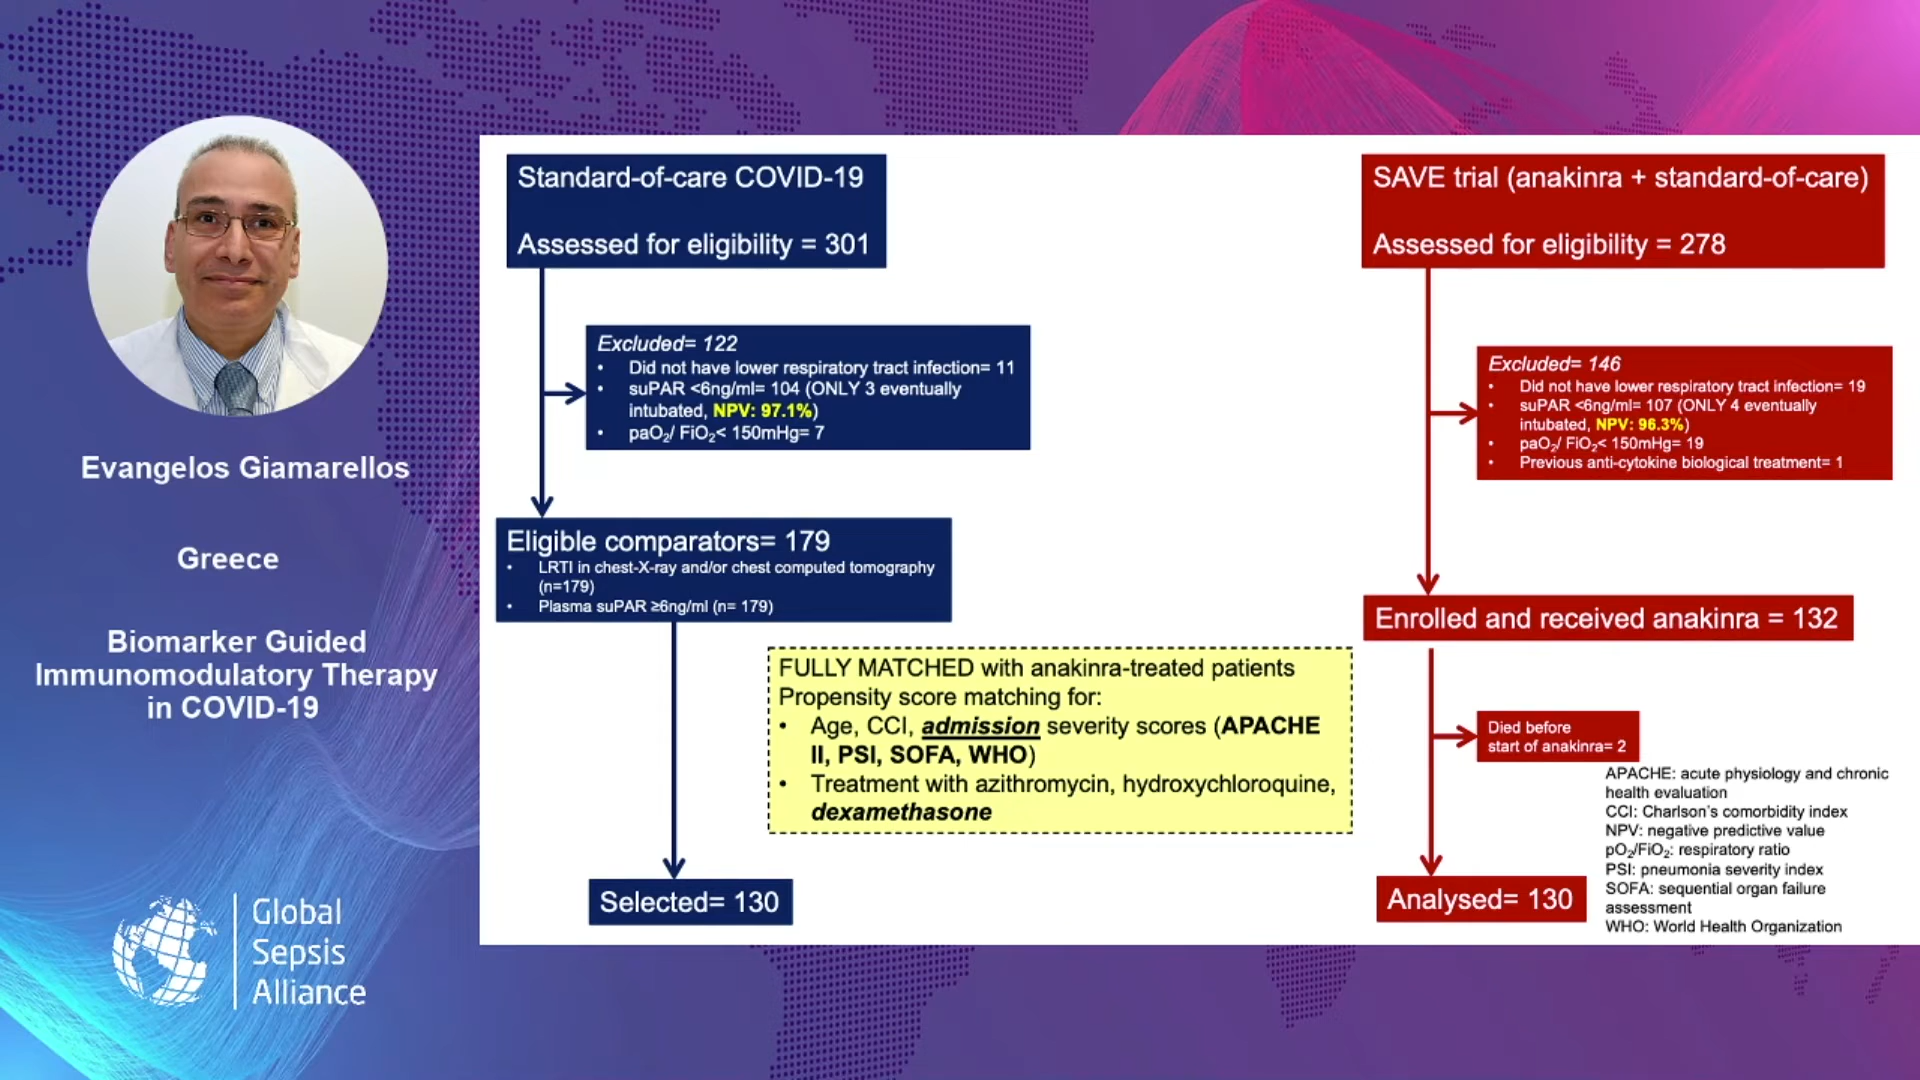 Evangelos Giamarellos
Greece
Biomarker Guided
Immunomodulatory Therapy
in COVID-19
Global
Sepsis
Alliance
Standard-of-care COVID-19
Assessed for eligibility = 301
Excluded= 122
• Did not have lower respiratory tract infection= 11
• suPAR <6ng/ml= 104 (ONLY 3 eventually
intubated, NPV: 97.1%)
• paO₂/ FiO₂< 150mHg= 7
Eligible comparators= 179
• LRTI in chest-X-ray and/or chest computed tomography
(n=179)
• Plasma suPAR ≥6ng/ml (n= 179)
FULLY MATCHED with anakinra-treated patients
Propensity score matching for:
• Age, CCI, admission severity scores (APACHE
II, PSI, SOFA, WHO)
• Treatment with azithromycin, hydroxychloroquine,
dexamethasone
Selected= 130
SAVE trial (anakinra + standard-of-care)
Assessed for eligibility = 278
Excluded= 146
• Did not have lower respiratory tract infection= 19
• suPAR <6ng/ml= 107 (ONLY 4 eventually
intubated, NPV: 96.3%)
• paO₂/ FiO₂< 150mHg= 19
• Previous anti-cytokine biological treatment= 1
Enrolled and received anakinra = 132
Died before
start of anakinra= 2
Analysed= 130
APACHE: acute physiology and chronic
health evaluation
CCI: Charlson's comorbidity index
NPV: negative predictive value
pO₂/FiO₂: respiratory ratio
PSI: pneumonia severity index
SOFA: sequential organ failure
assessment
WHO: World Health Organization